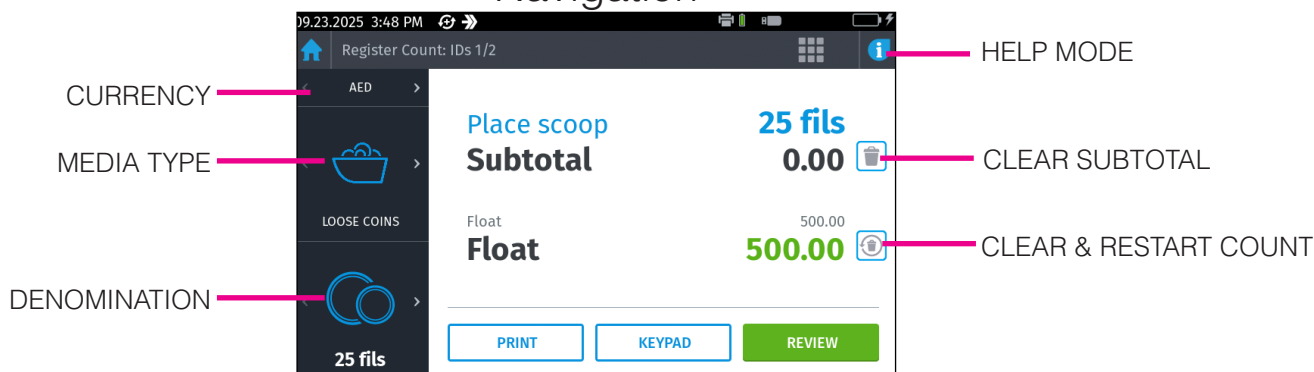 Navigation
09.23.2025 3:48 PM
Register Count: IDs 1/2
HELP MODE
CURRENCY
AED
Place scoop 25 fils
MEDIA TYPE
Subtotal 0.00
CLEAR SUBTOTAL
LOOSE COINS
Float 500.00
Float 500.00
CLEAR & RESTART COUNT
DENOMINATION
25 fils
PRINT KEYPAD REVIEW